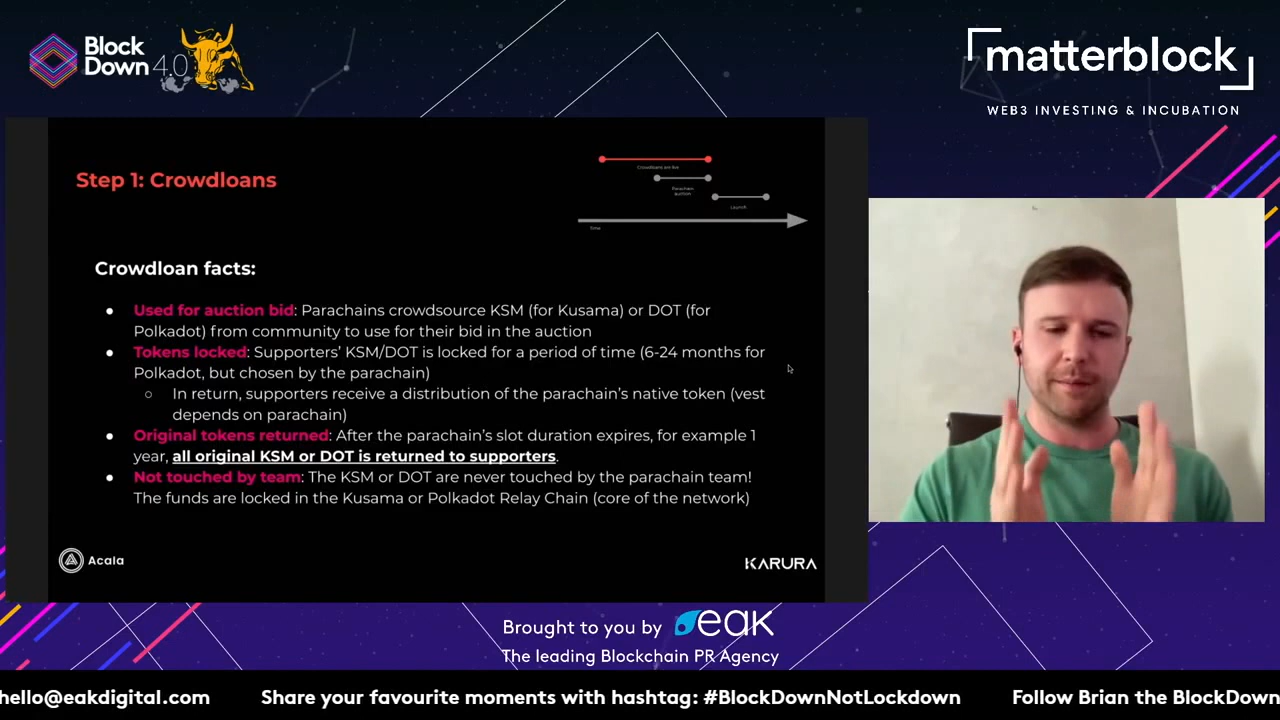 Block
Down 4.0
matterblock
WEB3 INVESTING & INCUBATION
Step 1: Crowdloans
Crowdloans are live
Parachain
auction
Launch
Time
Crowdloan facts:
● Used for auction bid: Parachains crowdsource KSM (for Kusama) or DOT (for
Polkadot) from community to use for their bid in the auction
● Tokens locked: Supporters’ KSM/DOT is locked for a period of time (6-24 months for
Polkadot, but chosen by the parachain)
○ In return, supporters receive a distribution of the parachain’s native token (vest
depends on parachain)
● Original tokens returned: After the parachain’s slot duration expires, for example 1
year, all original KSM or DOT is returned to supporters.
● Not touched by team: The KSM or DOT are never touched by the parachain team!
The funds are locked in the Kusama or Polkadot Relay Chain (core of the network)
Acala
KARURA
Brought to you by eak
The leading Blockchain PR Agency
hello@eakdigital.com Share your favourite moments with hashtag: #BlockDownNotLockdown Follow Brian the BlockDown